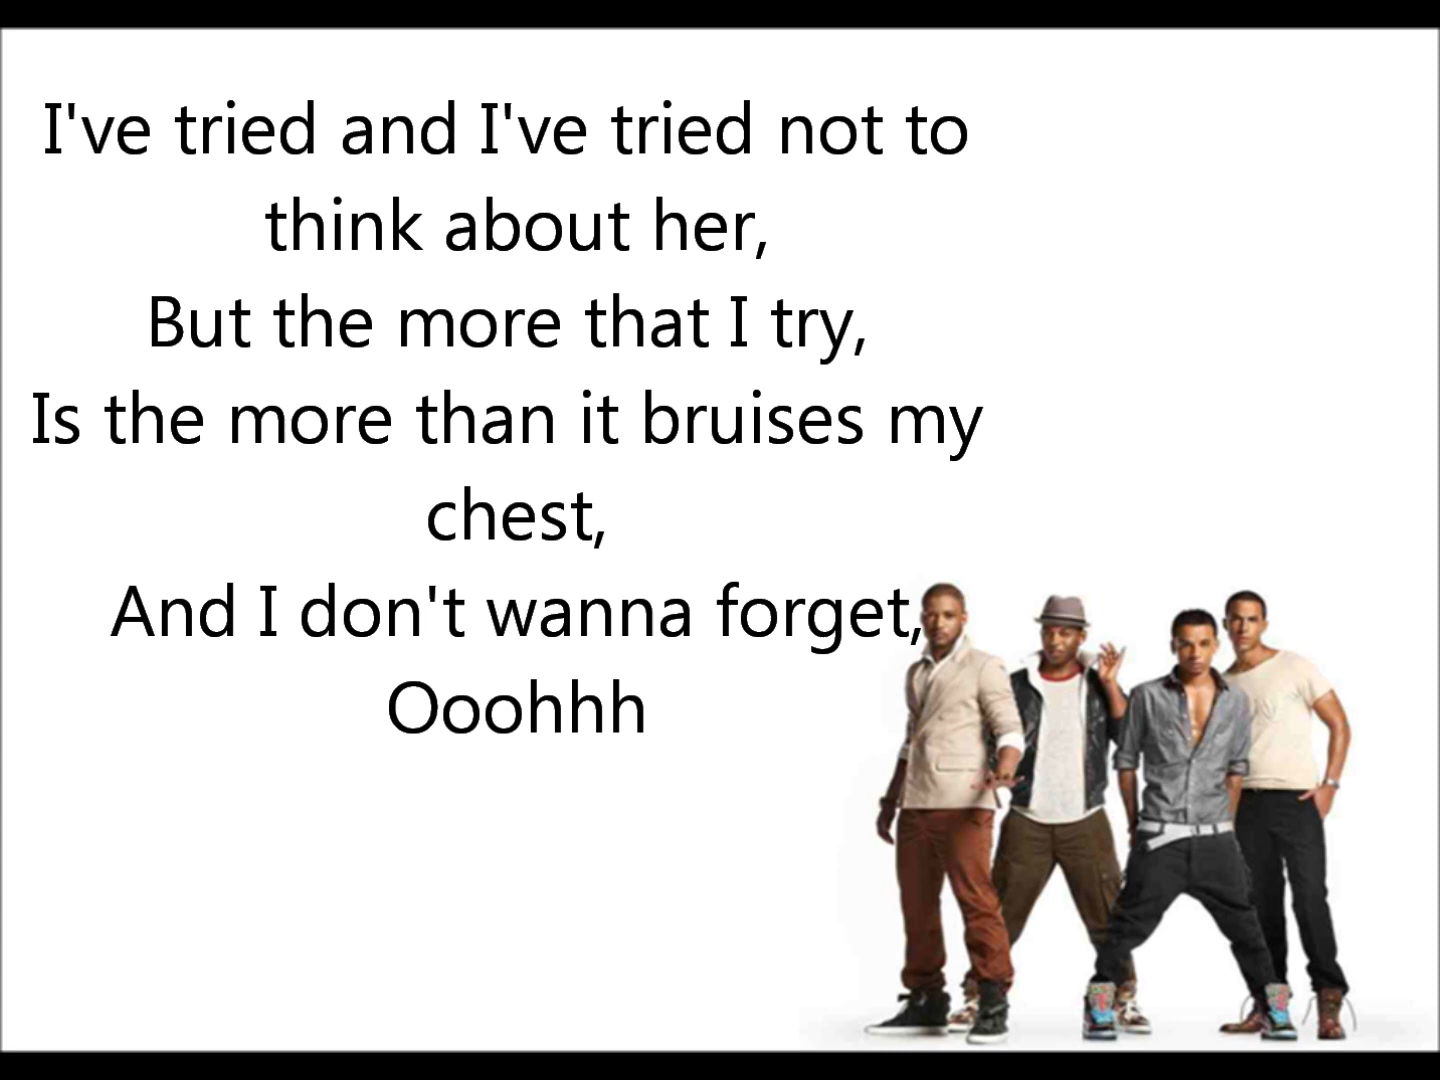 I've tried and I've tried not to
think about her,
But the more that I try,
Is the more than it bruises my
chest,
And I don't wanna forget,
Ooohhh